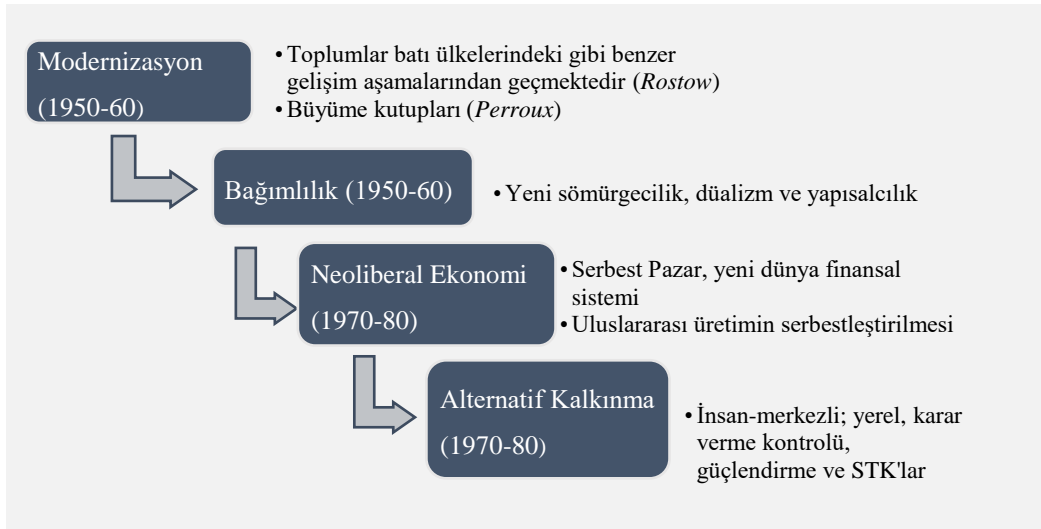 Modernizasyon
(1950-60)
• Toplumlar batı ülkelerindeki gibi benzer
gelişim aşamalarından geçmektedir (Rostow)
• Büyüme kutupları (Perroux)
Bağımlılık (1950-60)
• Yeni sömürgecilik, düalizm ve yapısalcılık
Neoliberal Ekonomi
(1970-80)
• Serbest Pazar, yeni dünya finansal
sistemi
• Uluslararası üretimin serbestleştirilmesi
Alternatif Kalkınma
(1970-80)
• İnsan-merkezli; yerel, karar
verme kontrolü,
güçlendirme ve STK'lar